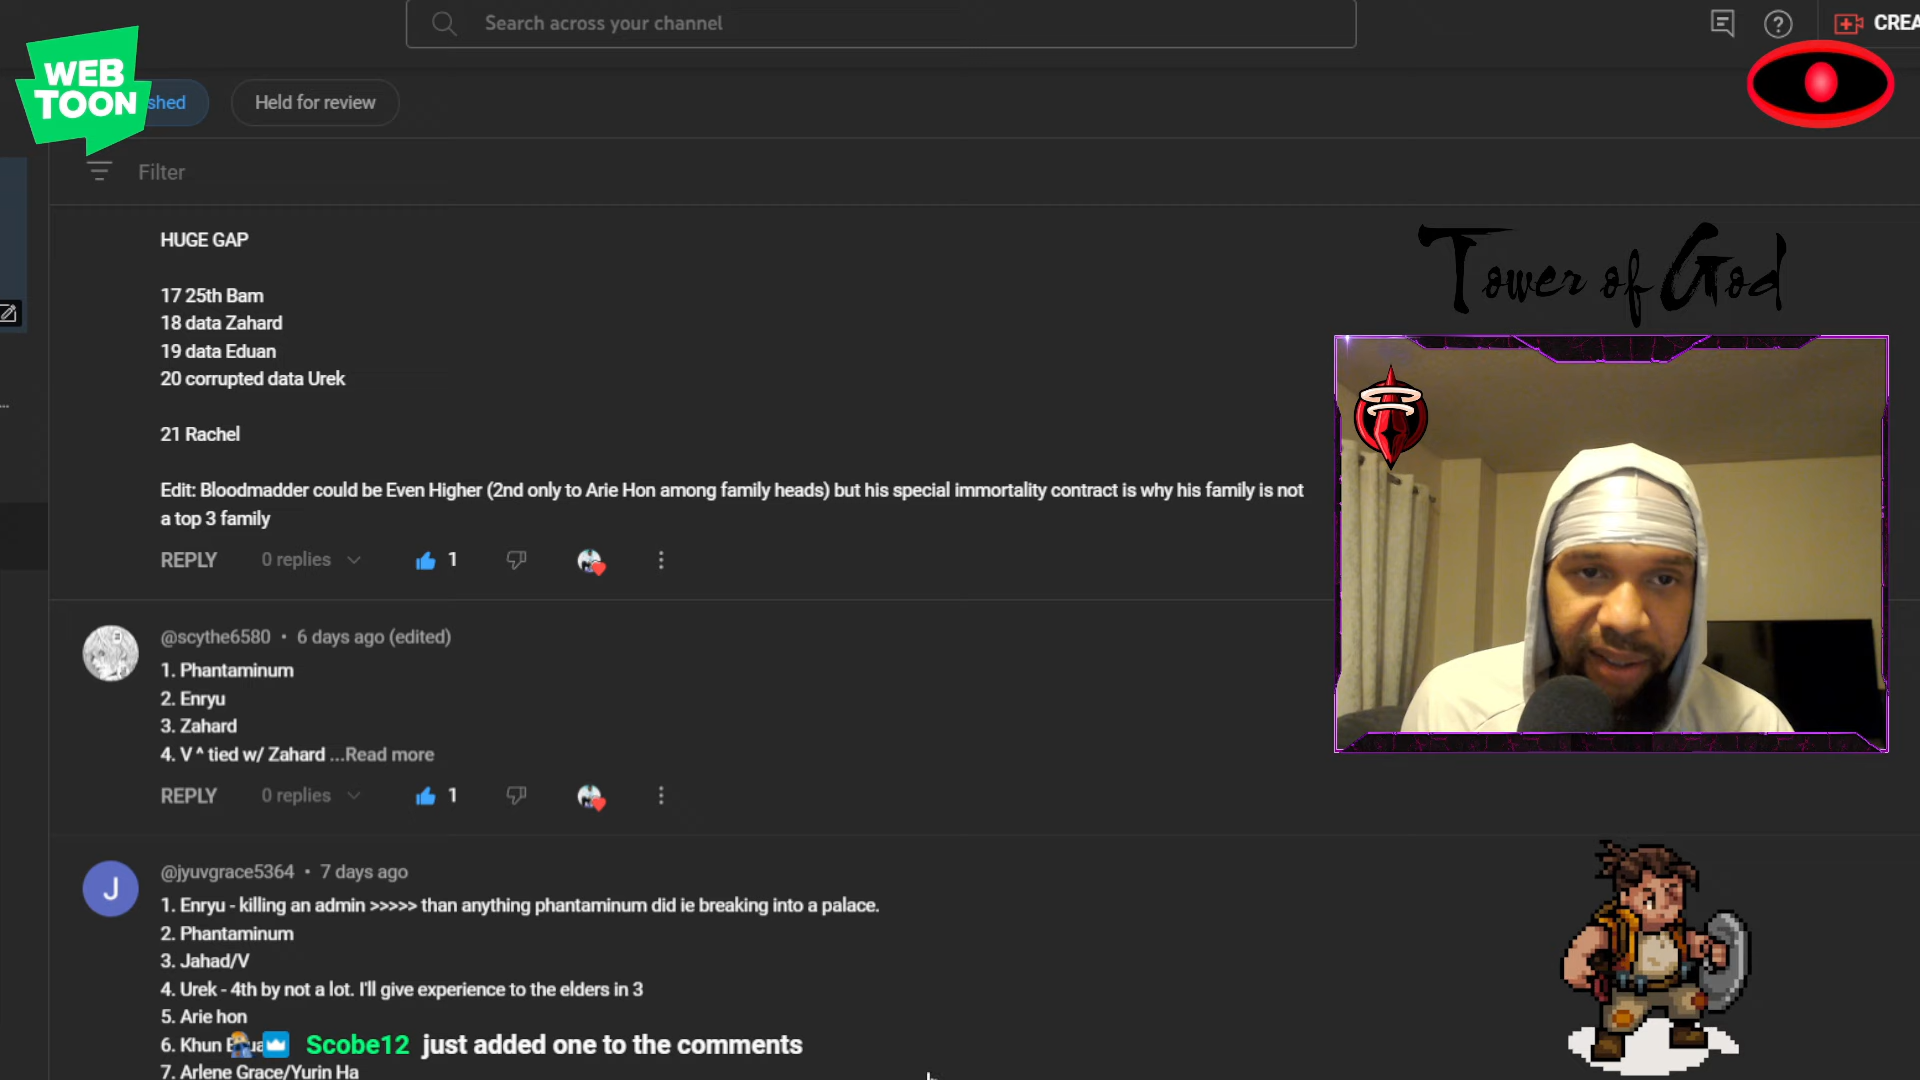 Search across your channel
CREA
WEB
TOON
shed
Held for review
Filter
HUGE GAP
17 25th Bam
18 data Zahard
19 data Eduan
20 corrupted data Urek
21 Rachel
Edit: Bloodmadder could be Even Higher (2nd only to Arie Hon among family heads) but his special immortality contract is why his family is not
a top 3 family
REPLY 0 replies 1
Tower of God
@scythe6580 • 6 days ago (edited)
1. Phantaminum
2. Enryu
3. Zahard
4. V ^ tied w/ Zahard ...Read more
REPLY 0 replies 1
J
@jyuvgrace5364 • 7 days ago
1. Enryu - killing an admin >>>>> than anything phantaminum did ie breaking into a palace.
2. Phantaminum
3. Jahad/V
4. Urek - 4th by not a lot. I'll give experience to the elders in 3
5. Arie hon
6. Khun
Scobe12 just added one to the comments
7. Arlene Grace/Yurin Ha